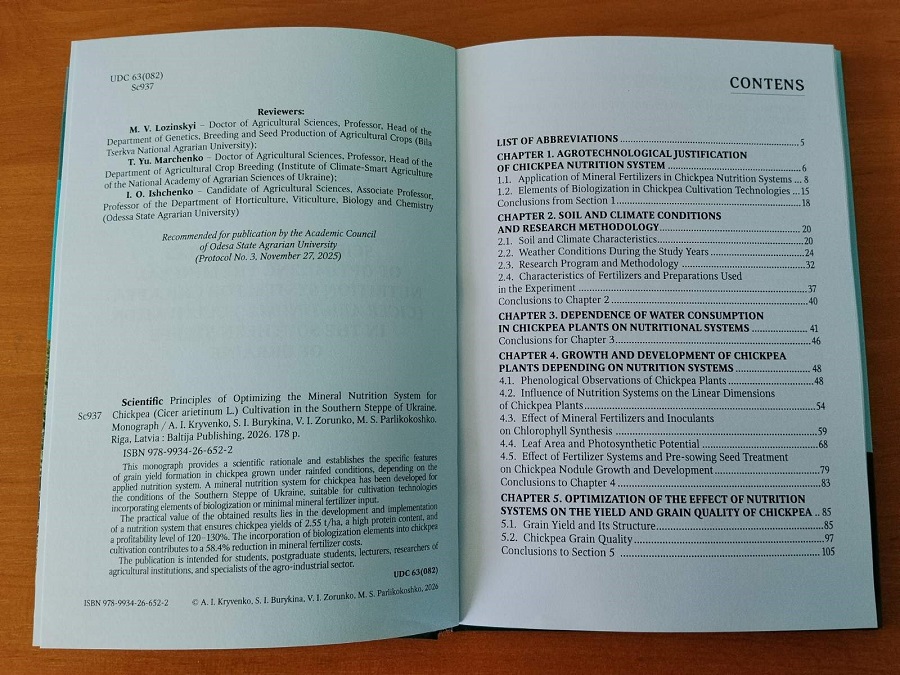 UDC 63(082)
Sc937
Reviewers:
M. V. Lozinskyi – Doctor of Agricultural Sciences, Professor, Head of the
Department of Genetics, Breeding and Seed Production of Agricultural Crops (Bila
Tserkva National Agrarian University);
T. Yu. Marchenko – Doctor of Agricultural Sciences, Professor, Head of the
Department of Agricultural Crop Breeding (Institute of Climate-Smart Agriculture
of the National Academy of Agrarian Sciences of Ukraine);
I. O. Ishchenko – Candidate of Agricultural Sciences, Associate Professor,
Professor of the Department of Horticulture, Viticulture, Biology and Chemistry
(Odessa State Agrarian University)
Recommended for publication by the Academic Council
of Odesa State Agrarian University
(Protocol No. 3, November 27, 2025)
Scientific Principles of Optimizing the Mineral Nutrition System for
Sc937 Chickpea (Cicer arietinum L.) Cultivation in the Southern Steppe of Ukraine.
Monograph / A. I. Kryvenko, S. I. Burykina, V. I. Zorunko, M. S. Parlikokoshko.
Riga, Latvia : Baltija Publishing, 2026. 178 p.
ISBN 978-9934-26-652-2
This monograph provides a scientific rationale and establishes the specific features
of grain yield formation in chickpea grown under rainfed conditions, depending on the
applied nutrition system. A mineral nutrition system for chickpea has been developed for
the conditions of the Southern Steppe of Ukraine, suitable for cultivation technologies
incorporating elements of biologization or minimal mineral fertilizer input.
The practical value of the obtained results lies in the development and implementation
of a nutrition system that ensures chickpea yields of 2.55 t/ha, a high protein content, and
a profitability level of 120–130%. The incorporation of biologization elements into chickpea
cultivation contributes to a 58.4% reduction in mineral fertilizer costs.
The publication is intended for students, postgraduate students, lecturers, researchers of
agricultural institutions, and specialists of the agro-industrial sector.
UDC 63(082)
ISBN 978-9934-26-652-2 © A. I. Kryvenko, S. I. Burykina, V. I. Zorunko, M. S. Parlikokoshko, 2026
CONTENS
LIST OF ABBREVIATIONS 5
CHAPTER 1. AGROTECHNOLOGICAL JUSTIFICATION
OF CHICKPEA NUTRITION SYSTEM 6
1.1. Application of Mineral Fertilizers in Chickpea Nutrition Systems 8
1.2. Elements of Biologization in Chickpea Cultivation Technologies 15
Conclusions from Section 1 18
CHAPTER 2. SOIL AND CLIMATE CONDITIONS
AND RESEARCH METHODOLOGY 20
2.1. Soil and Climate Characteristics 20
2.2. Weather Conditions During the Study Years 24
2.3. Research Program and Methodology 32
2.4. Characteristics of Fertilizers and Preparations Used
in the Experiment 37
Conclusions to Chapter 2 40
CHAPTER 3. DEPENDENCE OF WATER CONSUMPTION
IN CHICKPEA PLANTS ON NUTRITIONAL SYSTEMS 41
Conclusions for Chapter 3 46
CHAPTER 4. GROWTH AND DEVELOPMENT OF CHICKPEA
PLANTS DEPENDING ON NUTRITION SYSTEMS 48
4.1. Phenological Observations of Chickpea Plants 48
4.2. Influence of Nutrition Systems on the Linear Dimensions
of Chickpea Plants 54
4.3. Effect of Mineral Fertilizers and Inoculants
on Chlorophyll Synthesis 59
4.4. Leaf Area and Photosynthetic Potential 68
4.5. Effect of Fertilizer Systems and Pre-sowing Seed Treatment
on Chickpea Nodule Growth and Development 79
Conclusions to Chapter 4 83
CHAPTER 5. OPTIMIZATION OF THE EFFECT OF NUTRITION
SYSTEMS ON THE YIELD AND GRAIN QUALITY OF CHICKPEA 85
5.1. Grain Yield and Its Structure 85
5.2. Chickpea Grain Quality 97
Conclusions to Section 5 105